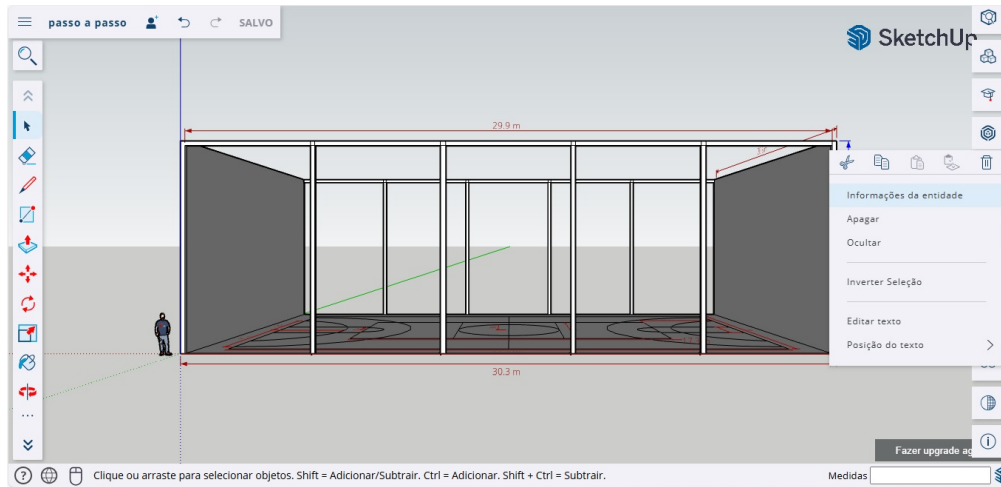 passo a passo
SALVO
SketchUp
29.9 m
Informações da entidade
Apagar
Ocultar
Inverter Seleção
Editar texto
Posição do texto
30.3 m
Fazer upgrade ag
Clique ou arraste para selecionar objetos. Shift = Adicionar/Subtrair. Ctrl = Adicionar. Shift + Ctrl = Subtrair.
Medidas